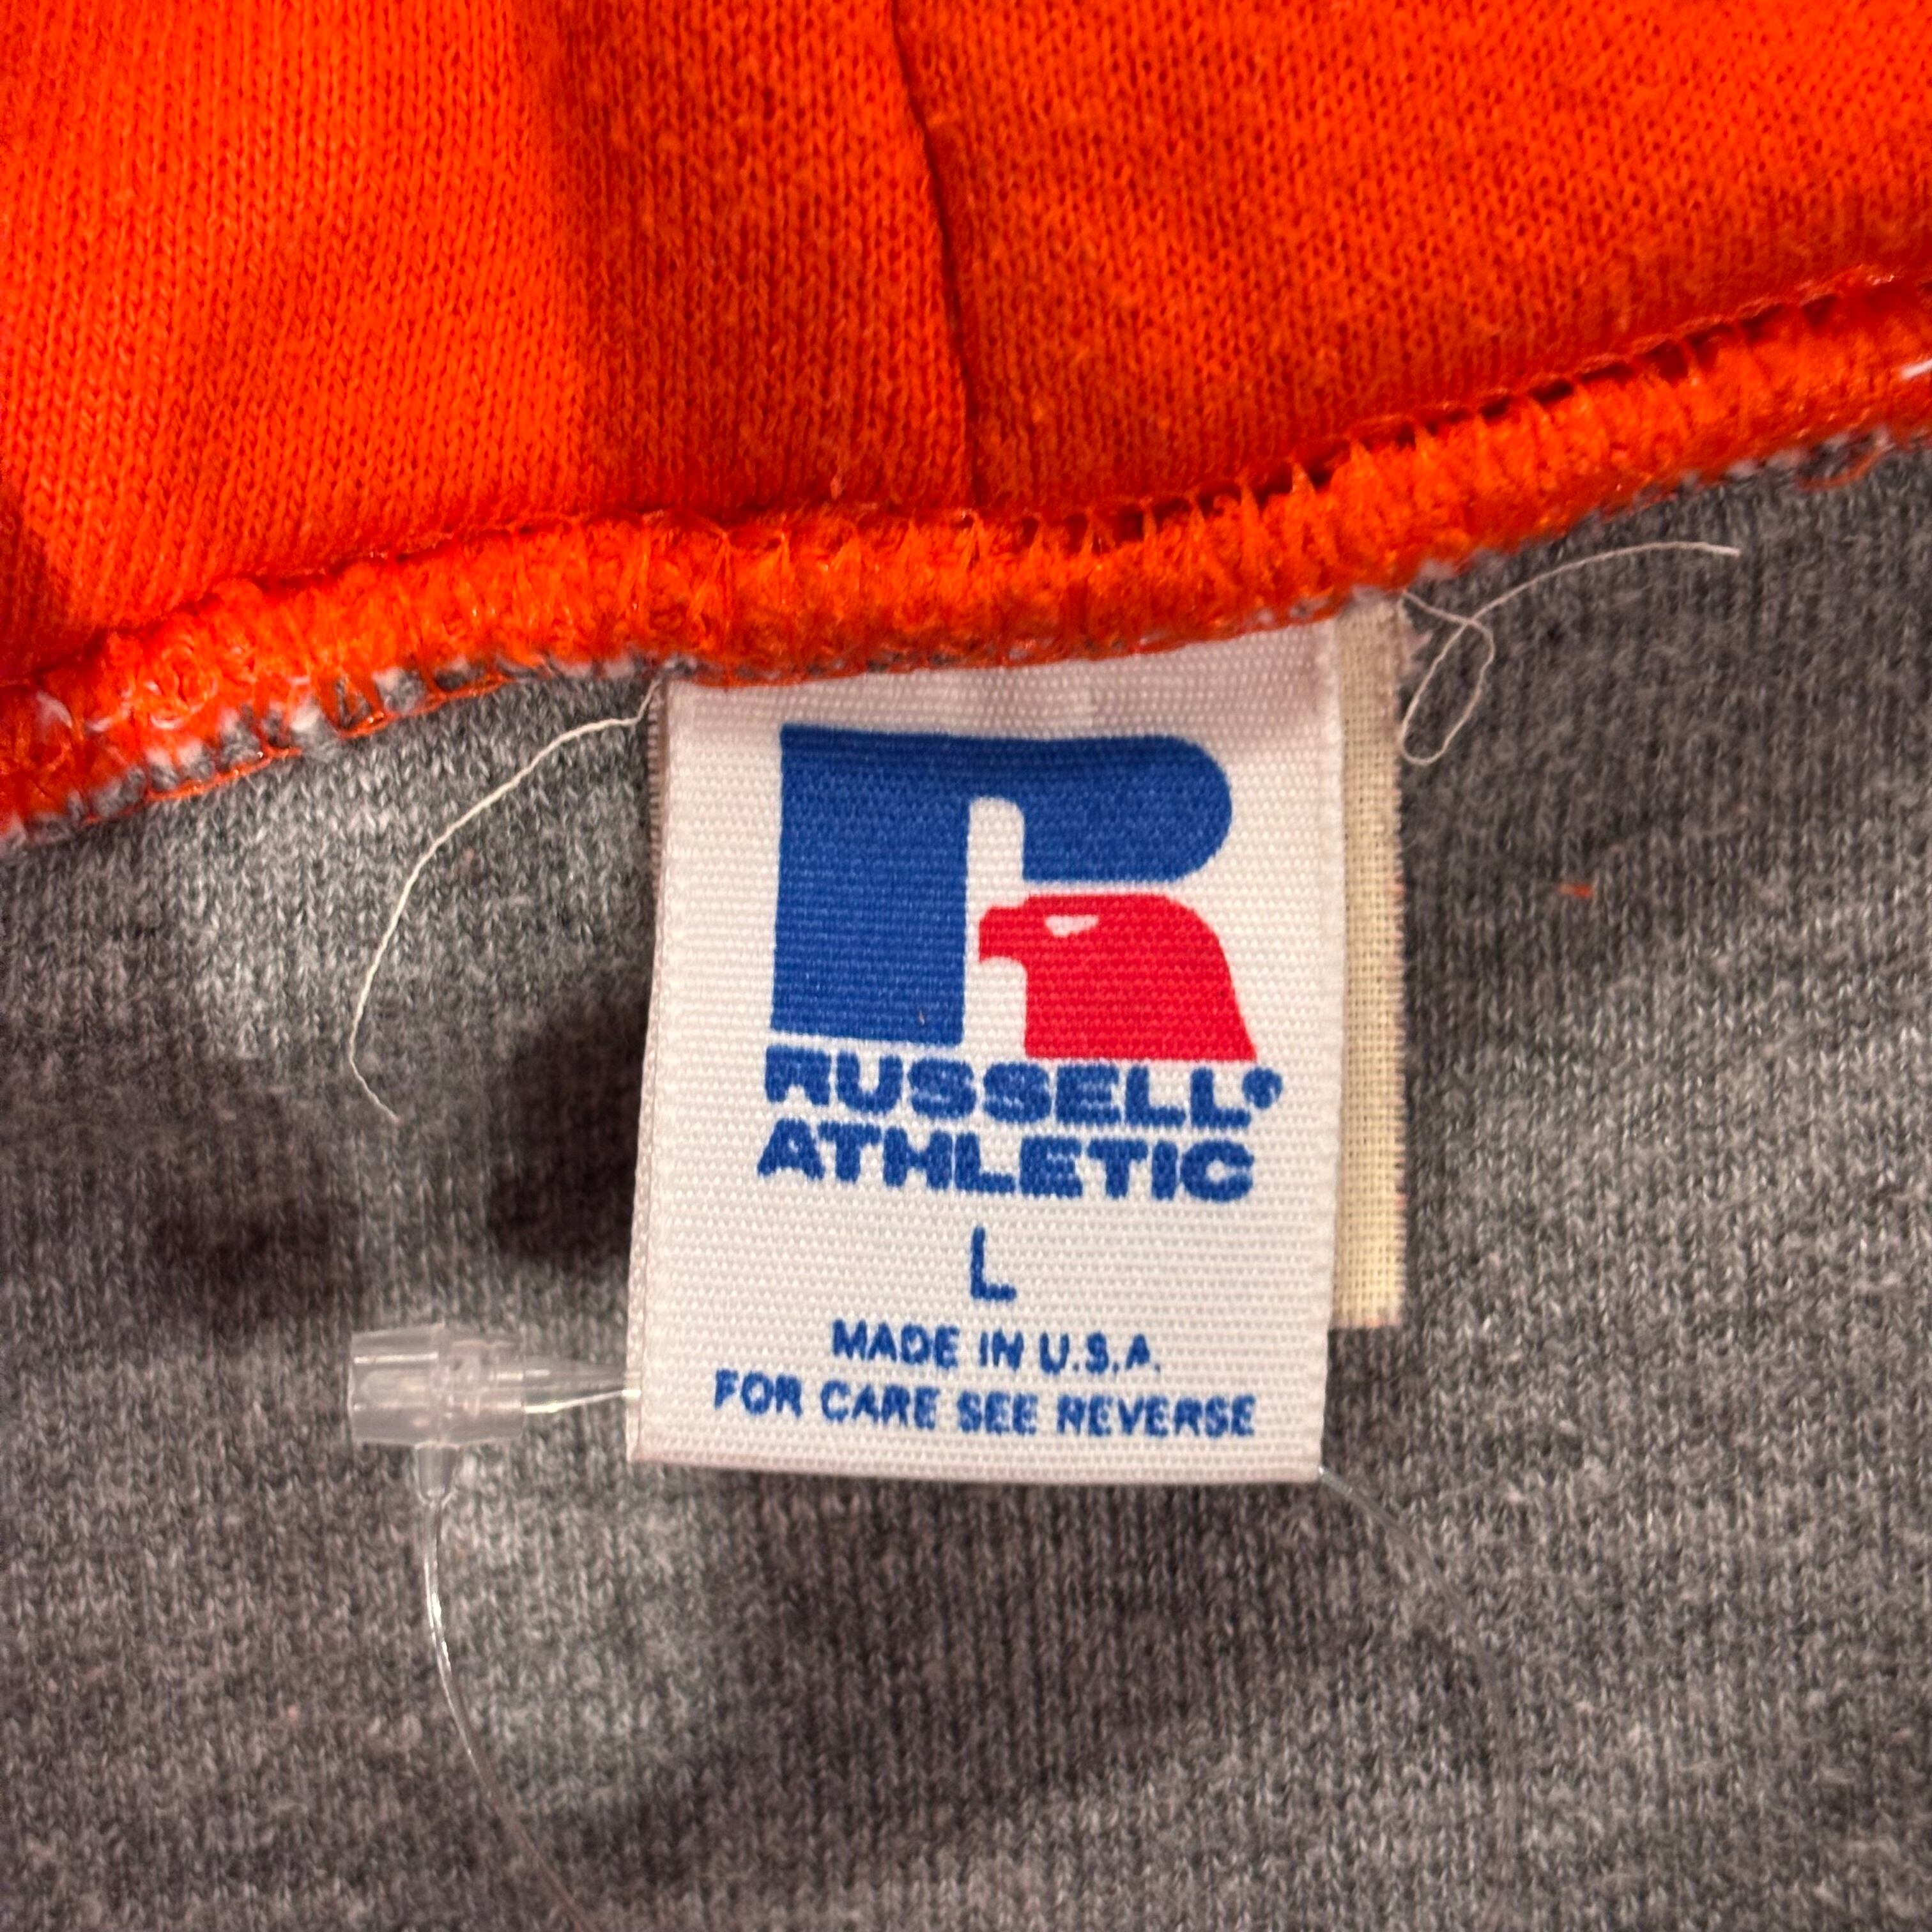 R
RUSSELL®
ATHLETIC
L
MADE IN U.S.A.
FOR CARE SEE REVERSE